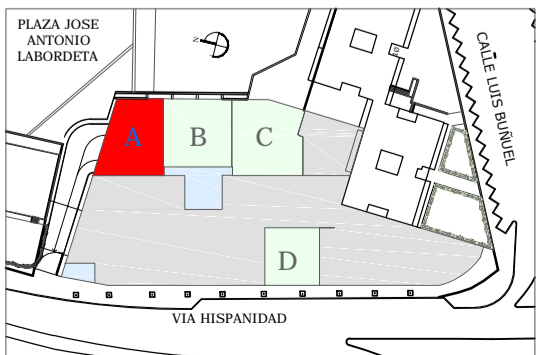 PLAZA JOSE
ANTONIO
LABORDETA
N
CALLE LUIS BUÑUEL
A
B
C
D
VIA HISPANIDAD